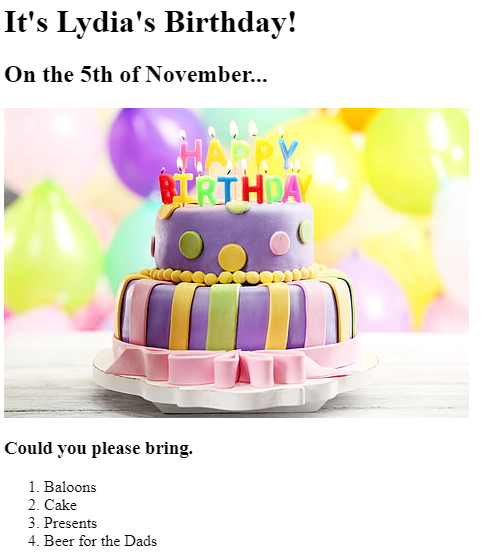 It's Lydia's Birthday!
On the 5th of November...
HAPPY
BIRTHDAY
Could you please bring.
1. Baloons
2. Cake
3. Presents
4. Beer for the Dads